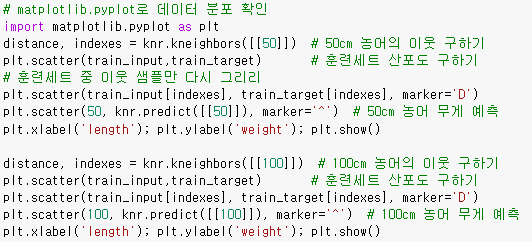 # matplotlib.pyplot로 데이터 분포 확인
import matplotlib.pyplot as plt
distance, indexes = knr.kneighbors([[50]])  # 50cm 농어의 이웃 구하기
plt.scatter(train_input,train_target)       # 훈련세트 산포도 구하기
# 훈련세트 중 이웃 샘플만 다시 그리리
plt.scatter(train_input[indexes], train_target[indexes], marker='D')
plt.scatter(50, knr.predict([[50]]), marker='^')  # 50cm 농어 무게 예측
plt.xlabel('length'); plt.ylabel('weight'); plt.show()

distance, indexes = knr.kneighbors([[100]])  # 100cm 농어의 이웃 구하기
plt.scatter(train_input,train_target)       # 훈련세트 산포도 구하기
plt.scatter(train_input[indexes], train_target[indexes], marker='D')
plt.scatter(100, knr.predict([[100]]), marker='^')  # 100cm 농어 무게 예측
plt.xlabel('length'); plt.ylabel('weight'); plt.show()